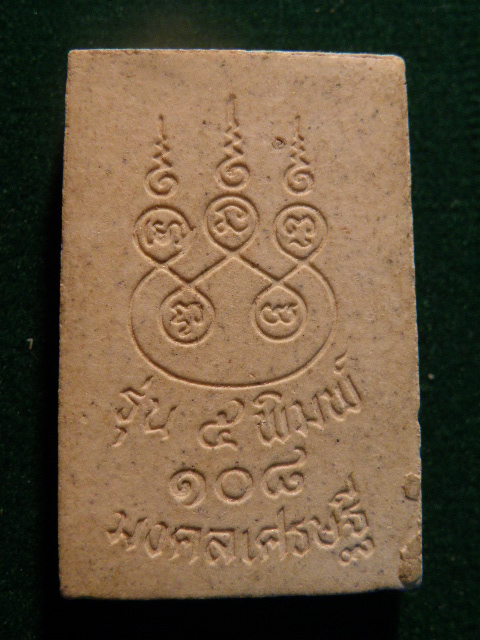 รุ่น ๕ พิมพ์
๑๐๘
มงคลเศรษฐี